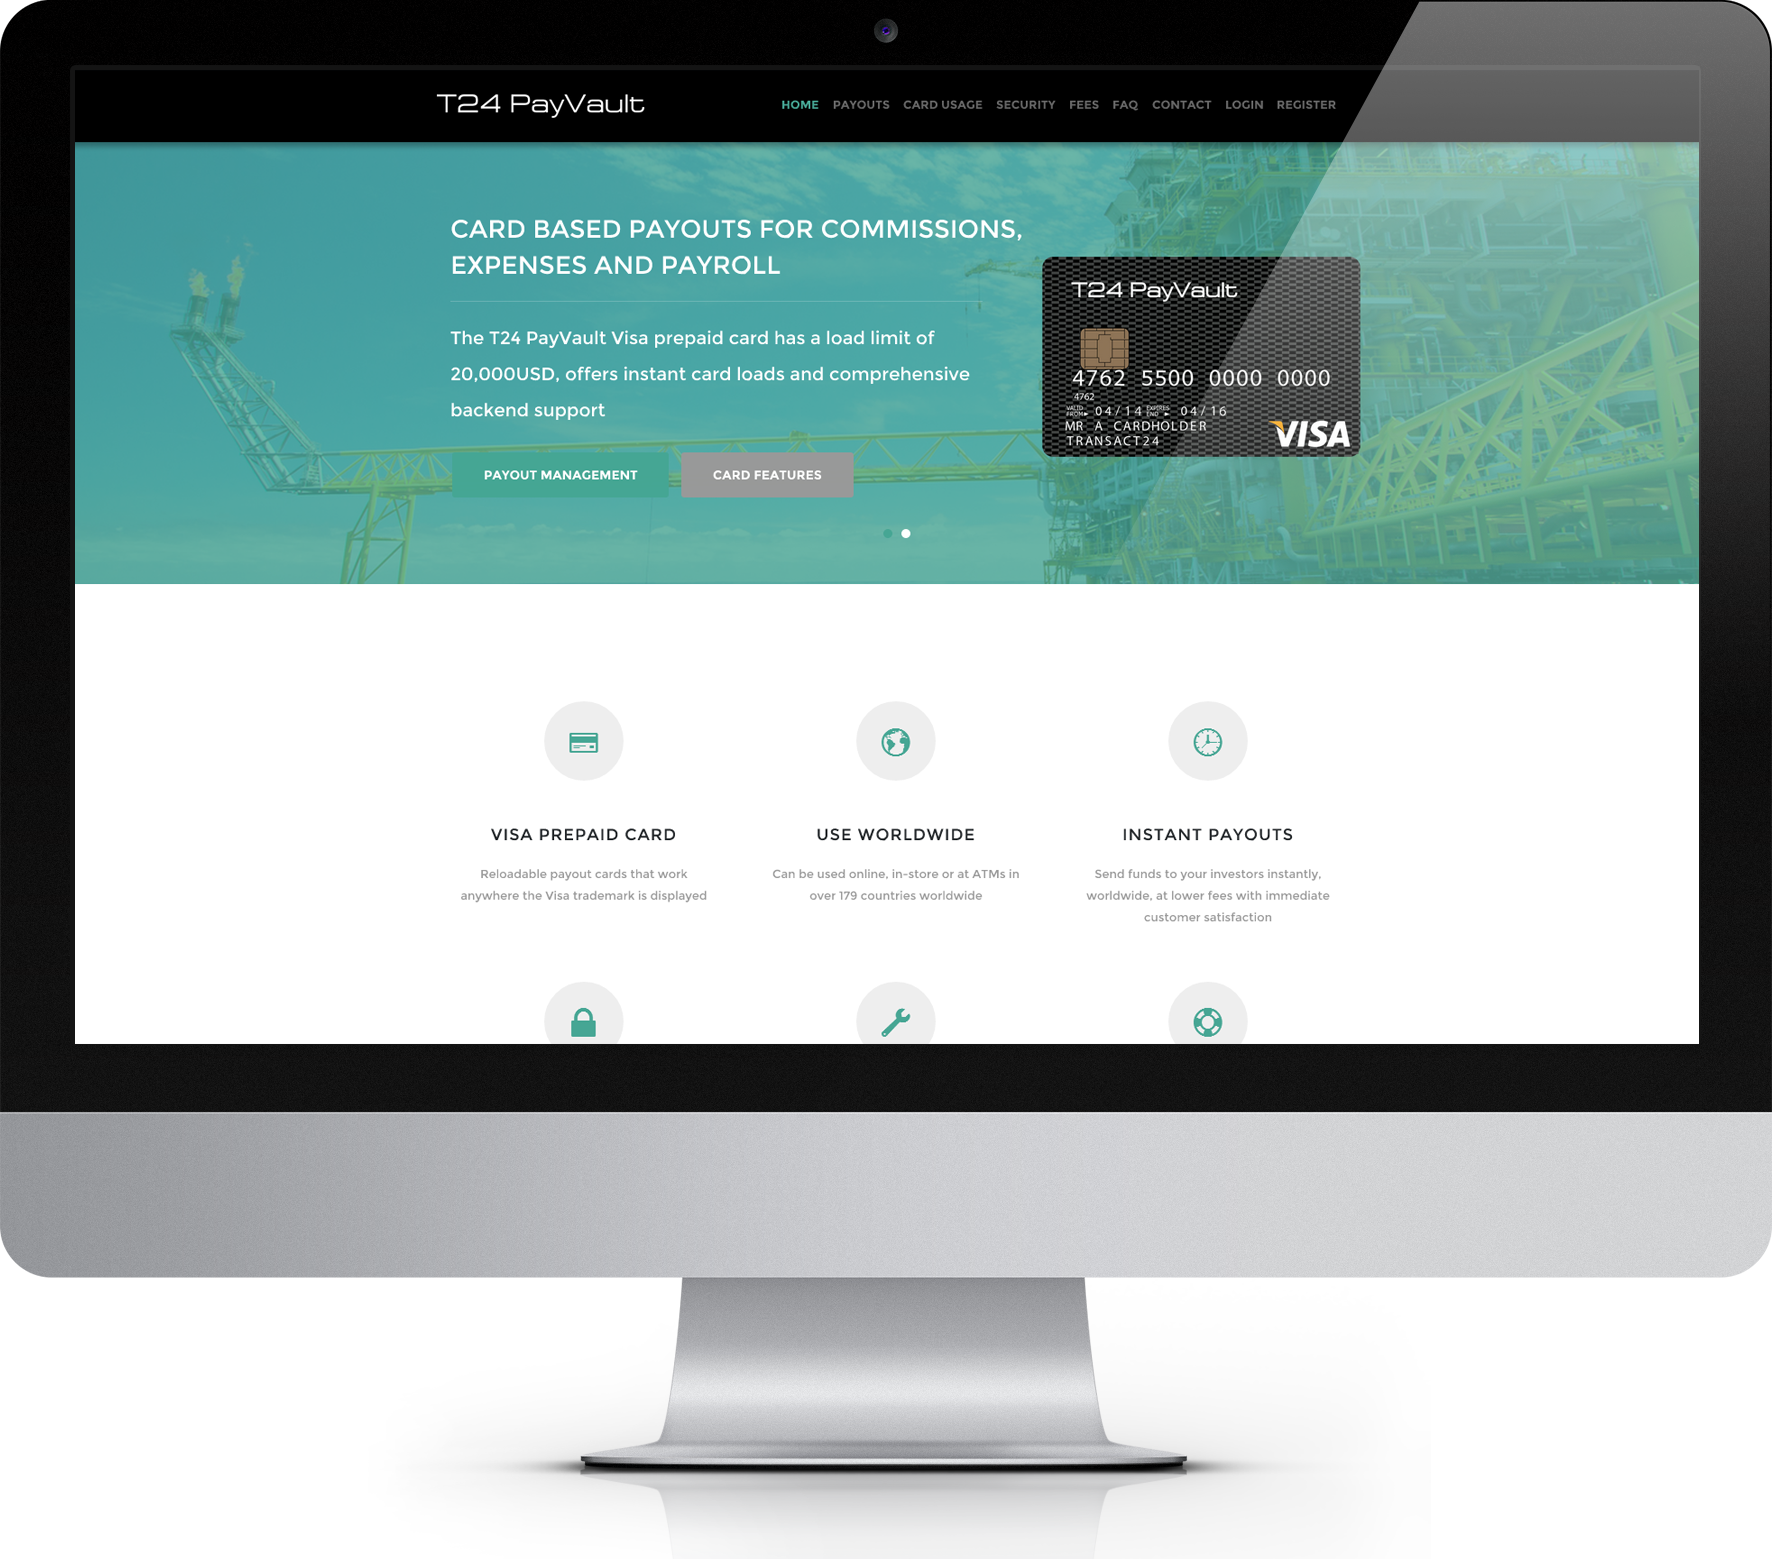 T24 PayVault
HOME PAYOUTS CARD USAGE SECURITY FEES FAQ CONTACT LOGIN REGISTER
CARD BASED PAYOUTS FOR COMMISSIONS,
EXPENSES AND PAYROLL
The T24 PayVault Visa prepaid card has a load limit of
20,000USD, offers instant card loads and comprehensive
backend support
PAYOUT MANAGEMENT CARD FEATURES
T24 PayVault
4762 5500 0000 0000
4762
VALID FROM 04/14 EXPIRES END 04/16
MR A CARDHOLDER
TRANSACT24
VISA
VISA PREPAID CARD
Reloadable payout cards that work
anywhere the Visa trademark is displayed
USE WORLDWIDE
Can be used online, in-store or at ATMs in
over 179 countries worldwide
INSTANT PAYOUTS
Send funds to your investors instantly,
worldwide, at lower fees with immediate
customer satisfaction